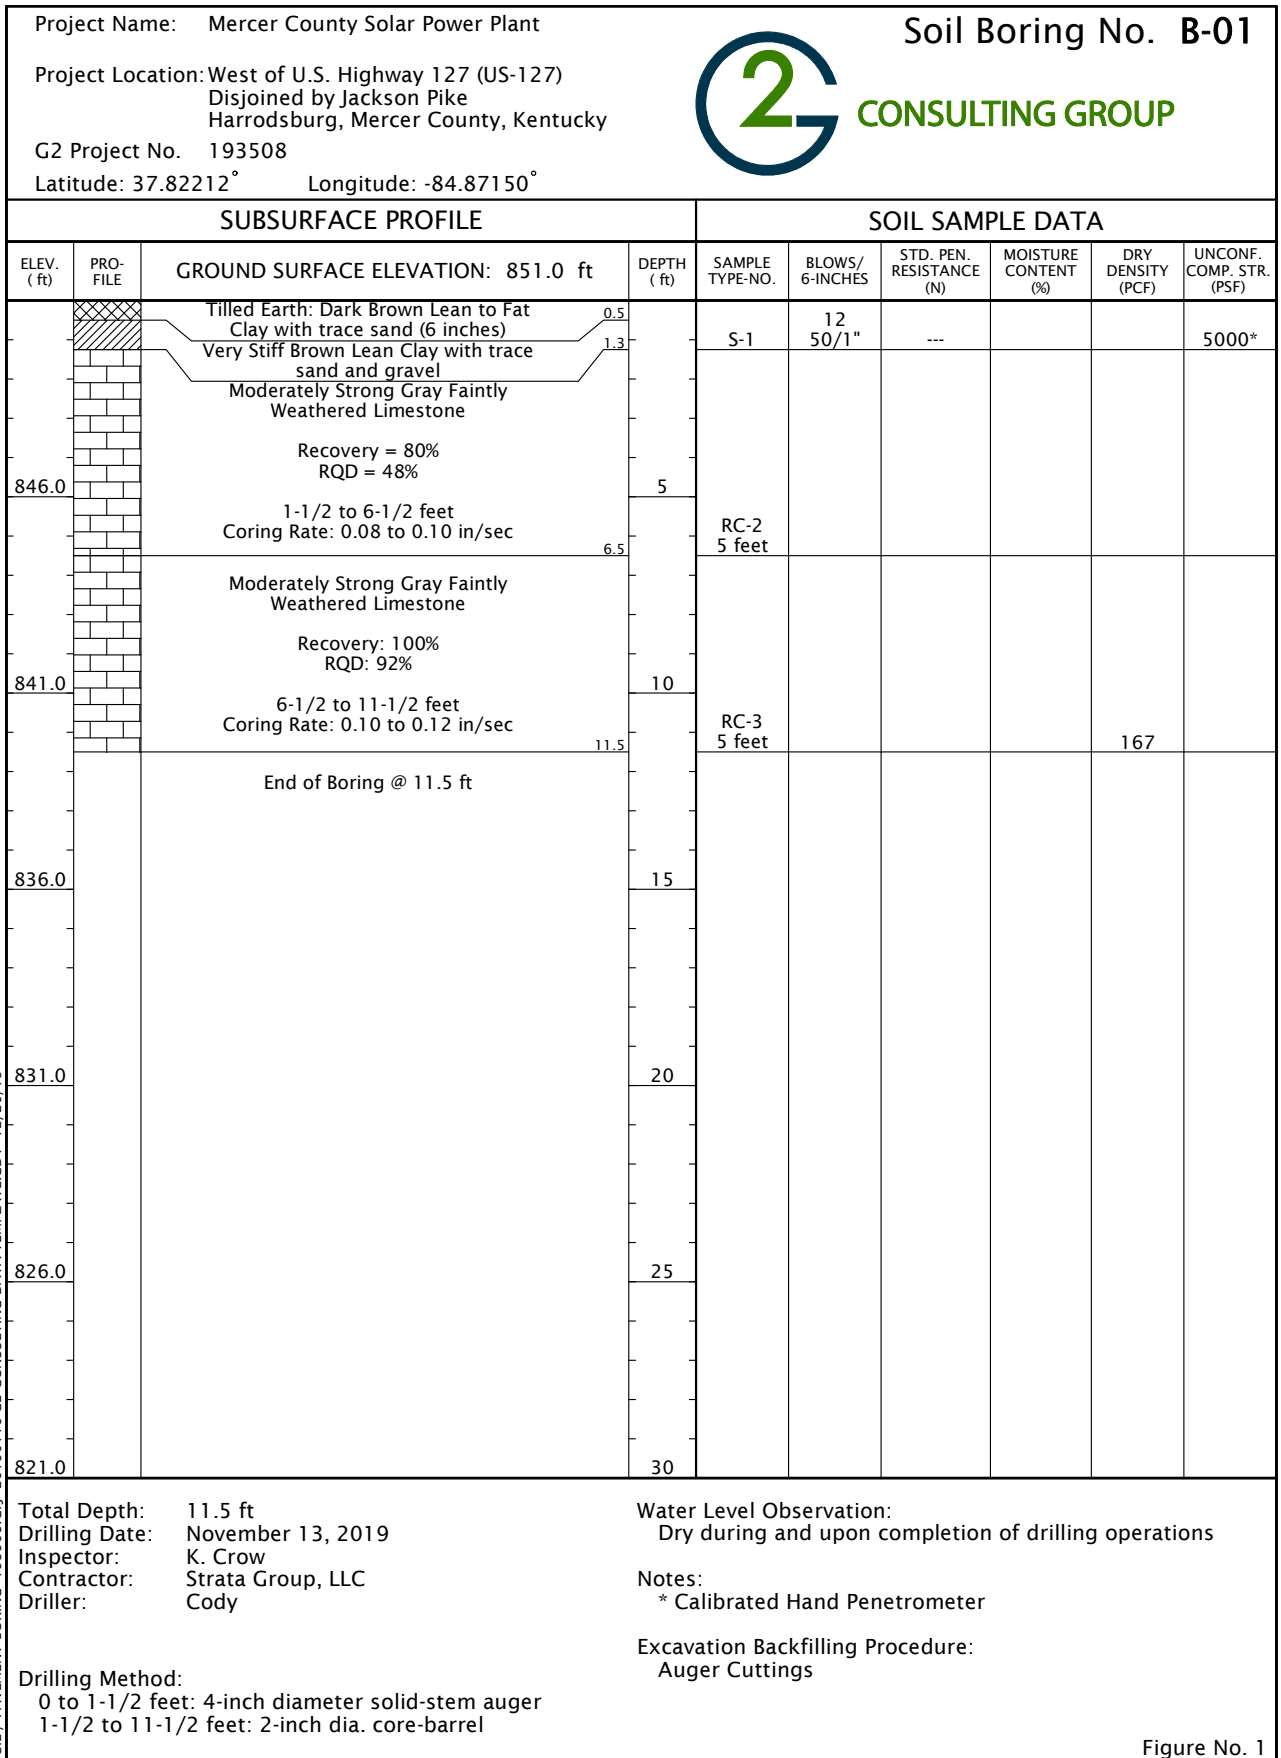 Project Name: Mercer County Solar Power Plant
Project Location: West of U.S. Highway 127 (US-127)
Disjoined by Jackson Pike
Harrodsburg, Mercer County, Kentucky
G2 Project No. 193508
Latitude: 37.82212° Longitude: -84.87150°
G2 CONSULTING GROUP
Soil Boring No. B-01
SUBSURFACE PROFILE
SOIL SAMPLE DATA
ELEV. (ft)
PRO-FILE
GROUND SURFACE ELEVATION: 851.0 ft
DEPTH (ft)
SAMPLE TYPE-NO.
BLOWS/ 6-INCHES
STD. PEN. RESISTANCE (N)
MOISTURE CONTENT (%)
DRY DENSITY (PCF)
UNCONF. COMP. STR. (PSF)
Tilled Earth: Dark Brown Lean to Fat
Clay with trace sand (6 inches)
0.5
Very Stiff Brown Lean Clay with trace
sand and gravel
1.3
12
S-1 50/1" --- 5000*
Moderately Strong Gray Faintly
Weathered Limestone
Recovery = 80%
RQD = 48%
846.0 5
1-1/2 to 6-1/2 feet
Coring Rate: 0.08 to 0.10 in/sec
6.5
RC-2
5 feet
Moderately Strong Gray Faintly
Weathered Limestone
Recovery: 100%
RQD: 92%
841.0 10
6-1/2 to 11-1/2 feet
Coring Rate: 0.10 to 0.12 in/sec
11.5
RC-3
5 feet 167
End of Boring @ 11.5 ft
836.0 15
831.0 20
826.0 25
821.0 30
Total Depth: 11.5 ft
Drilling Date: November 13, 2019
Inspector: K. Crow
Contractor: Strata Group, LLC
Driller: Cody
Drilling Method:
0 to 1-1/2 feet: 4-inch diameter solid-stem auger
1-1/2 to 11-1/2 feet: 2-inch dia. core-barrel
Water Level Observation:
Dry during and upon completion of drilling operations
Notes:
* Calibrated Hand Penetrometer
Excavation Backfilling Procedure:
Auger Cuttings
Figure No. 1